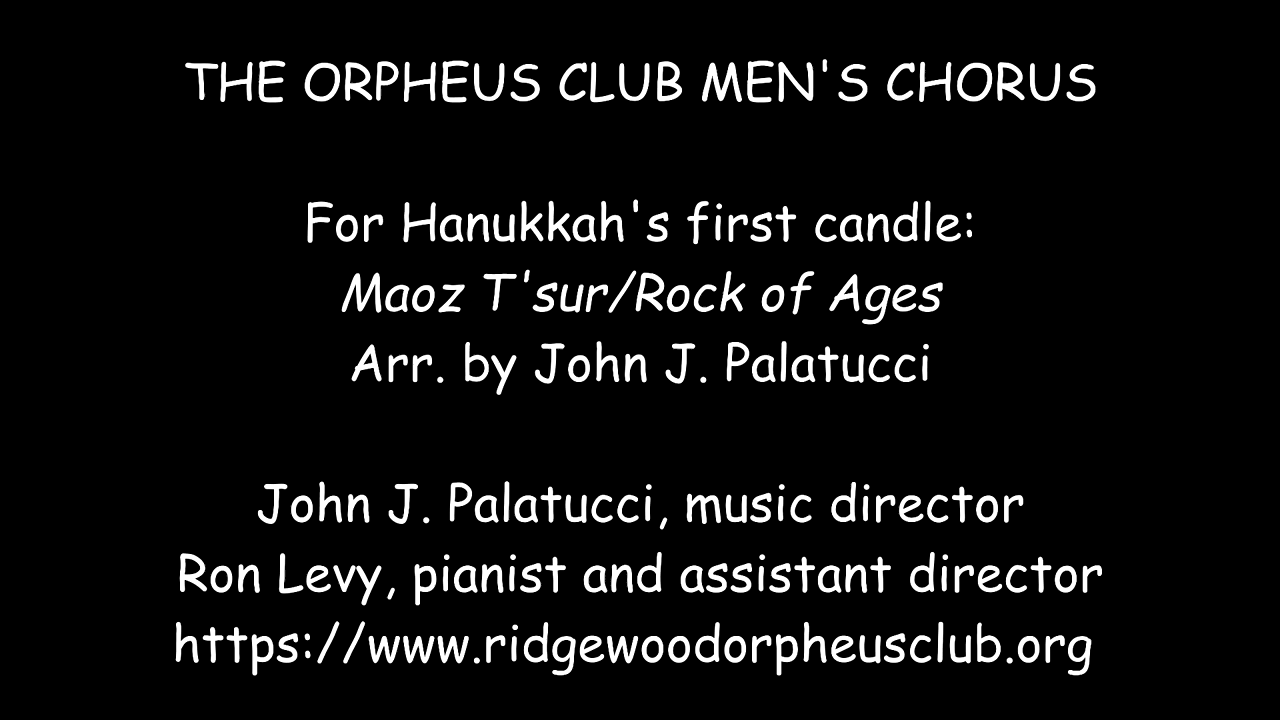 THE ORPHEUS CLUB MEN'S CHORUS
For Hanukkah's first candle:
Maoz T'sur/Rock of Ages
Arr. by John J. Palatucci
John J. Palatucci, music director
Ron Levy, pianist and assistant director
https://www.ridgewoodorpheusclub.org